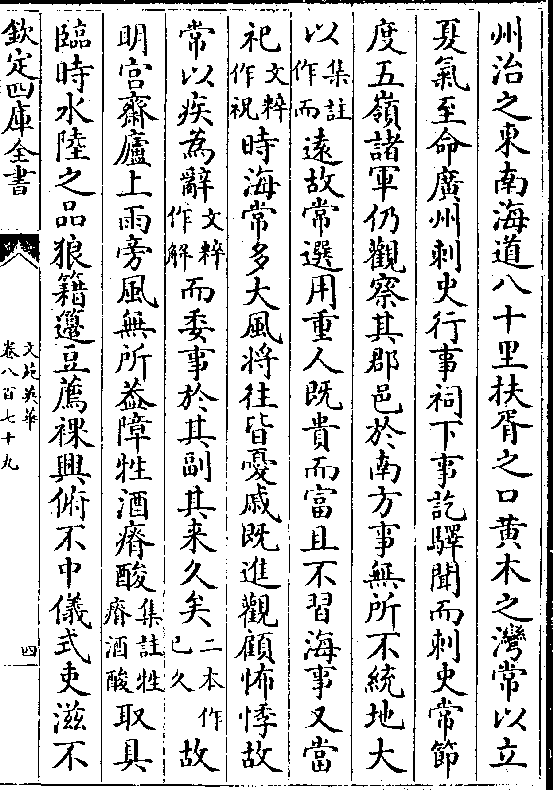 州治之東南海道八十里扶胥之口黄木之灣常以立
夏氣至命廣州刺史行事祠下事訖驛聞而刺史常節
度五嶺諸軍仍觀察其郡邑於南方事無所不統地大
以集註作而逺故常選用重人既貴而富且不習海事又當
祀文粹作祝時海常多大風将往皆憂戚既進觀顧怖悸故
常以疾為辭文粹作解而委事於其副其来久矣二本作已久故
明宫齋廬上雨旁風無所葢障牲酒瘠酸集註牲瘠酒酸取具
臨時水陸之品狼籍籩豆薦祼興俯不中儀式吏滋不
欽定四庫全書
文苑英華
卷八百七十九
四